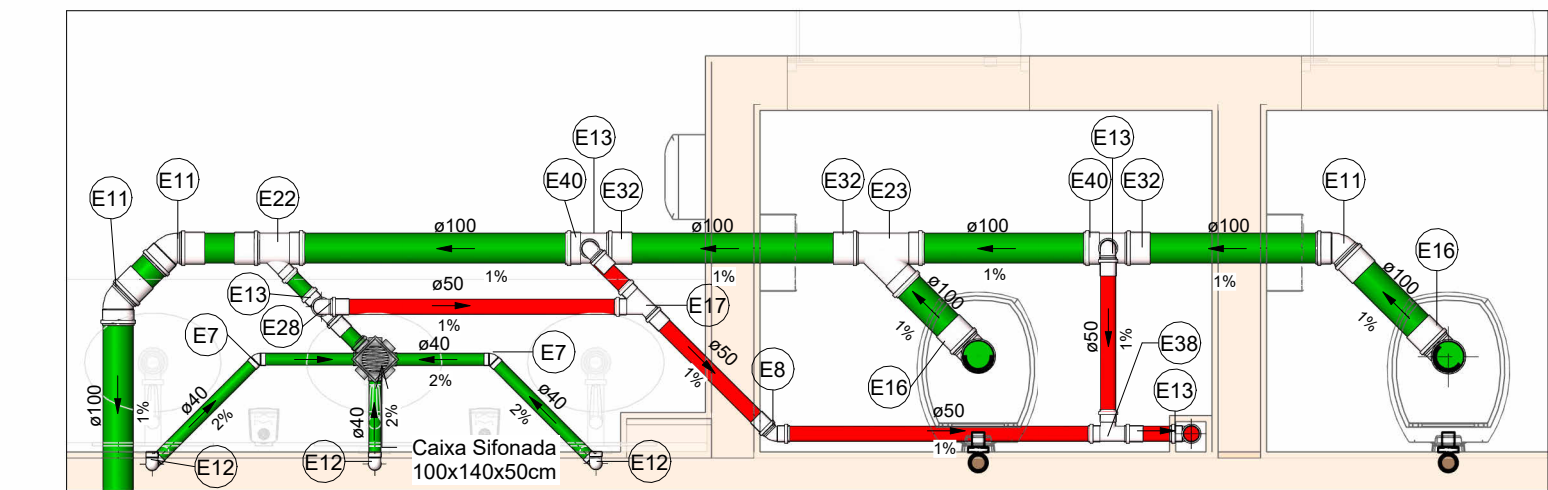 E13
E11
E11
E22
E40
E32
E32
E23
E13
E40
E32
E11
E16
ø100
1%
ø100
1%
ø100
1%
ø100
1%
ø100
1%
ø100
1%
E13
E28
ø50
1%
E17
E7
ø40
2%
E7
ø50
1%
E8
E16
ø50
1%
E38
E13
ø50
1%
ø100
1%
ø40
2%
ø40
2%
ø40
2%
E12
E12
E12
Caixa Sifonada
100x140x50cm